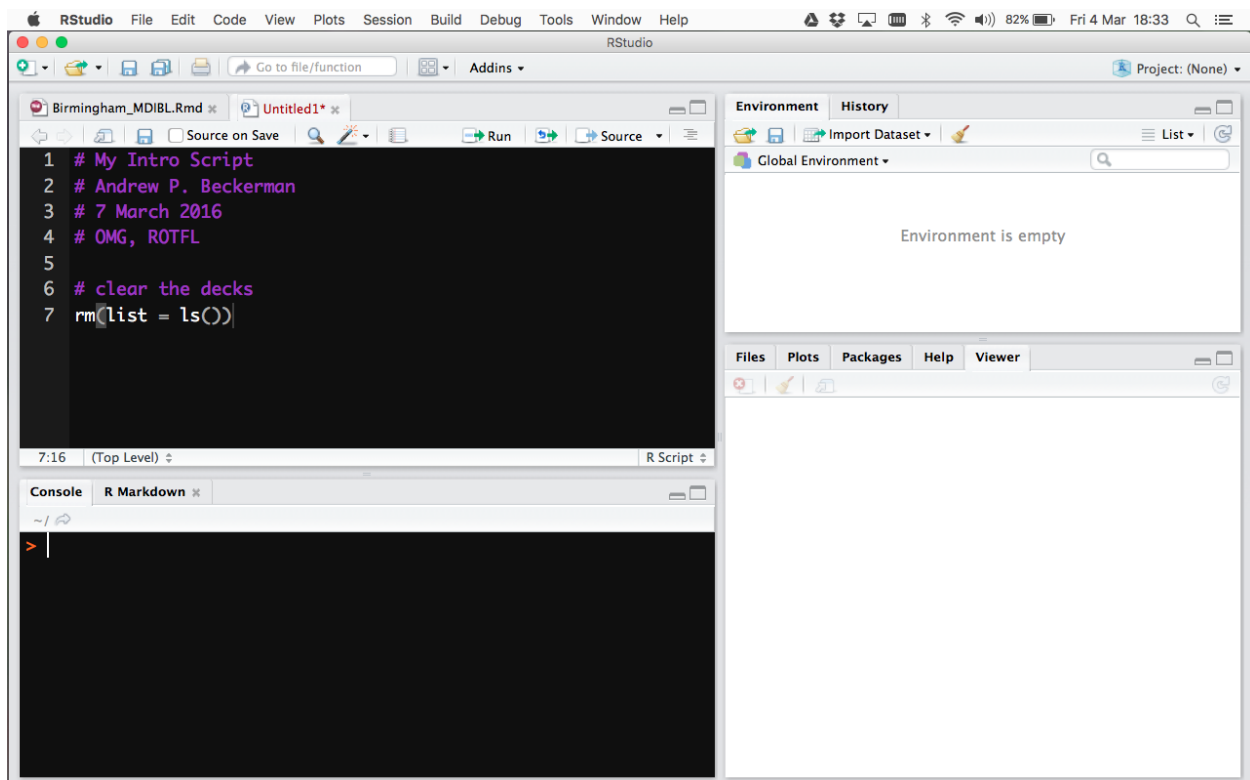 RStudio File Edit Code View Plots Session Build Debug Tools Window Help 82% Fri 4 Mar 18:33
RStudio
Go to file/function Addins Project: (None)
Birmingham_MDIBL.Rmd Untitled1*
Source on Save Run Source
1 # My Intro Script
2 # Andrew P. Beckerman
3 # 7 March 2016
4 # OMG, ROTFL
5
6 # clear the decks
7 rm(list = ls())
7:16 (Top Level) R Script
Console R Markdown
~/
>
Environment History
Import Dataset List
Global Environment
Environment is empty
Files Plots Packages Help Viewer